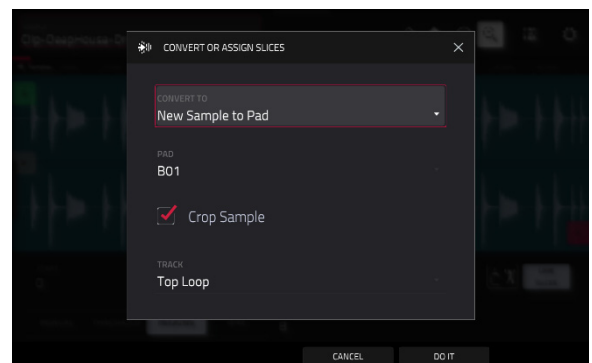 CONVERT OR ASSIGN SLICES
CONVERT TO
New Sample to Pad
PAD
B01
Crop Sample
TRACK
Top Loop
CANCEL
DO IT